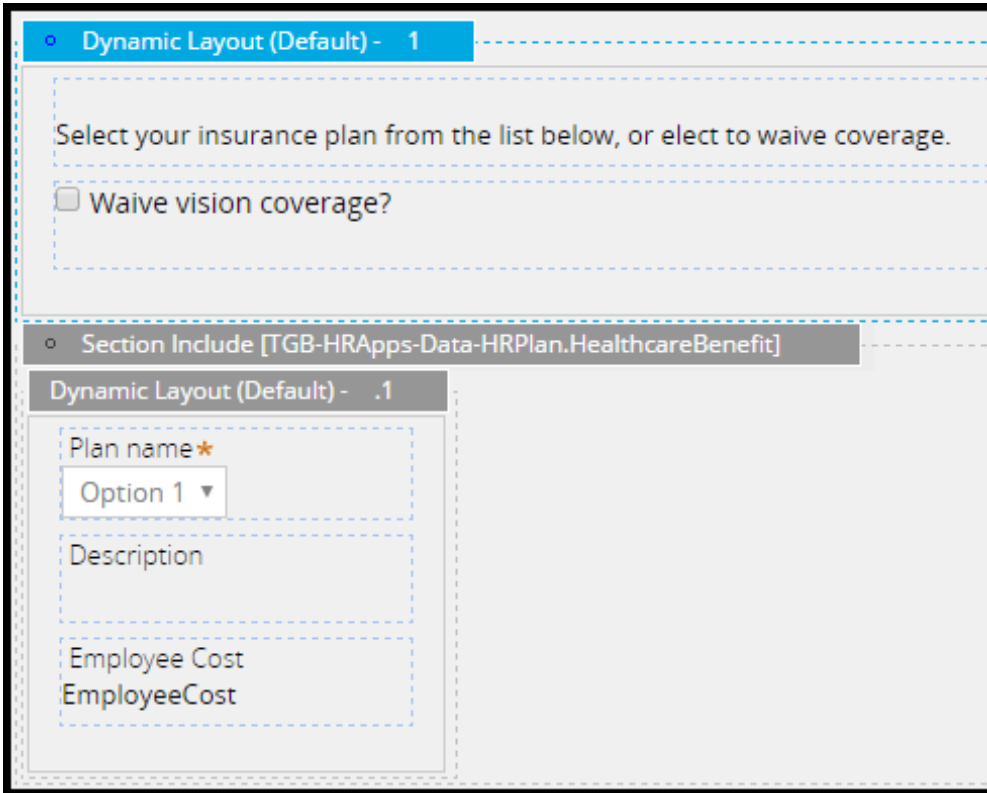 Dynamic Layout (Default) - 1
Select your insurance plan from the list below, or elect to waive coverage.
Waive vision coverage?
Section Include [TGB-HRApps-Data-HRPlan.HealthcareBenefit]
Dynamic Layout (Default) - .1
Plan name*
Option 1
Description
Employee Cost
EmployeeCost